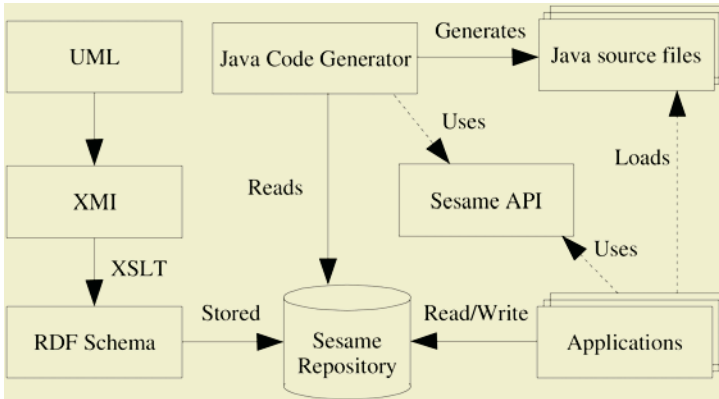 UML
Java Code Generator
Generates
Java source files
Uses
Loads
XMI
Reads
Sesame API
XSLT
Uses
RDF Schema
Stored
Sesame
Repository
Read/Write
Applications